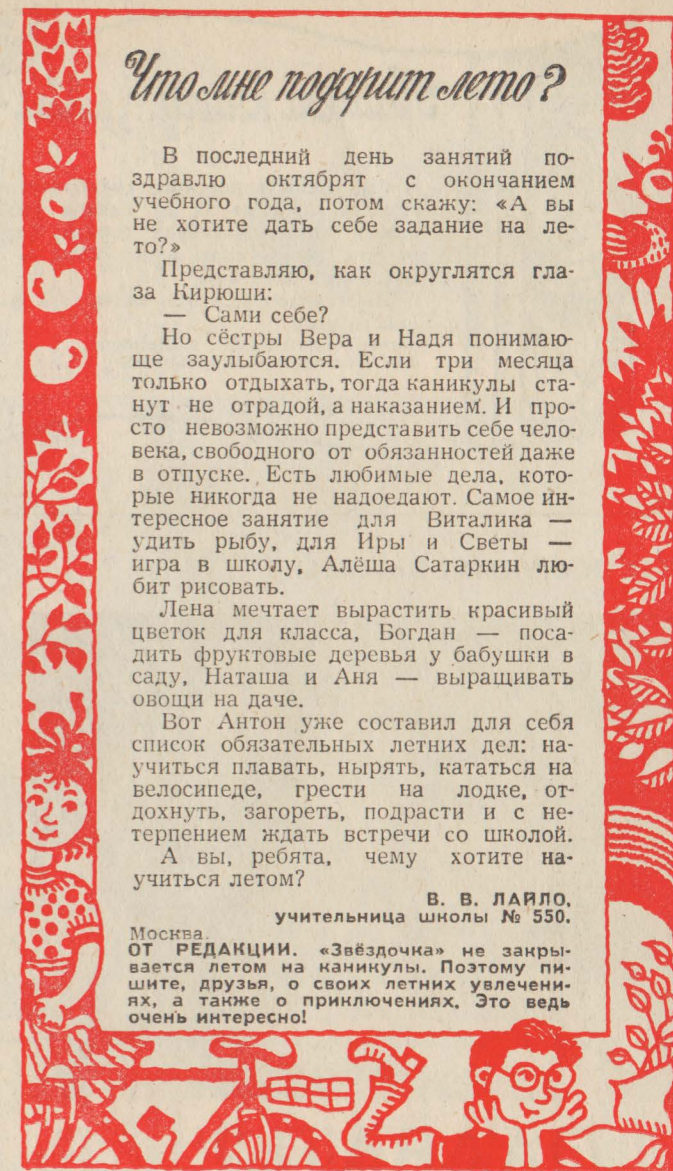 Что мне подарит лето?
В последний день занятий по-
здравлю октябрят с окончанием
учебного года, потом скажу: «А вы
не хотите дать себе задание на ле-
то?»
Представляю, как округлятся гла-
за Кирюши:
— Сами себе?
Но сёстры Вера и Надя понимаю-
ще заулыбаются. Если три месяца
только отдыхать, тогда каникулы ста-
нут не отрадой, а наказанием. И про-
сто невозможно представить себе чело-
века, свободного от обязанностей даже
в отпуске. Есть любимые дела, кото-
рые никогда не надоедают. Самое ин-
тересное занятие для Виталика —
удить рыбу, для Иры и Светы —
игра в школу, Алёша Сатаркин лю-
бит рисовать.
Лена мечтает вырастить красивый
цветок для класса, Богдан — поса-
дить фруктовые деревья у бабушки в
саду, Наташа и Аня — выращивать
овощи на даче.
Вот Антон уже составил для себя
список обязательных летних дел: на-
учиться плавать, нырять, кататься на
велосипеде, грести на лодке, от-
дохнуть, загореть, подрасти и с не-
терпением ждать встречи со школой.
А вы, ребята, чему хотите на-
учиться летом?
В. В. ЛАЙЛО,
учительница школы № 550.
Москва.
ОТ РЕДАКЦИИ. «Звёздочка» не закры-
вается летом на каникулы. Поэтому пи-
шите, друзья, о своих летних увлечени-
ях, а также о приключениях. Это ведь
очень интересно!